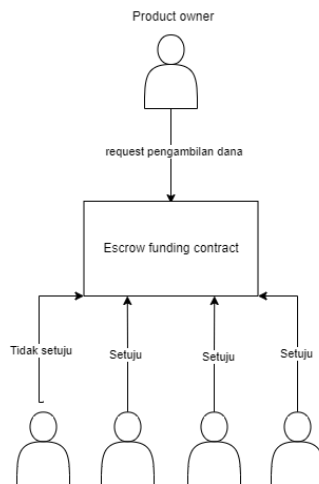 Product owner
request pengambilan dana
Escrow funding contract
Tidak setuju
Setuju
Setuju
Setuju